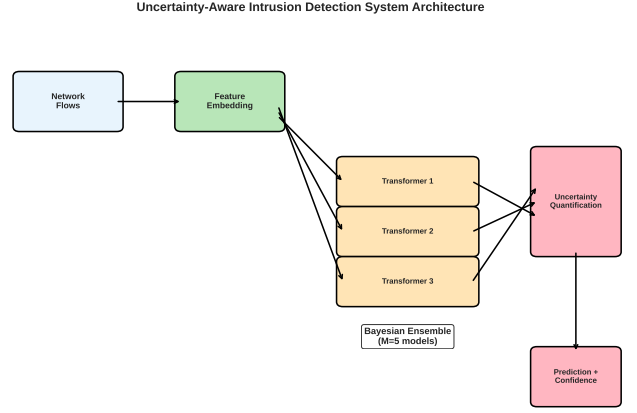 Uncertainty-Aware Intrusion Detection System Architecture
Network
Flows
Feature
Embedding
Transformer 1
Transformer 2
Transformer 3
Uncertainty
Quantification
Bayesian Ensemble
(M=5 models)
Prediction +
Confidence